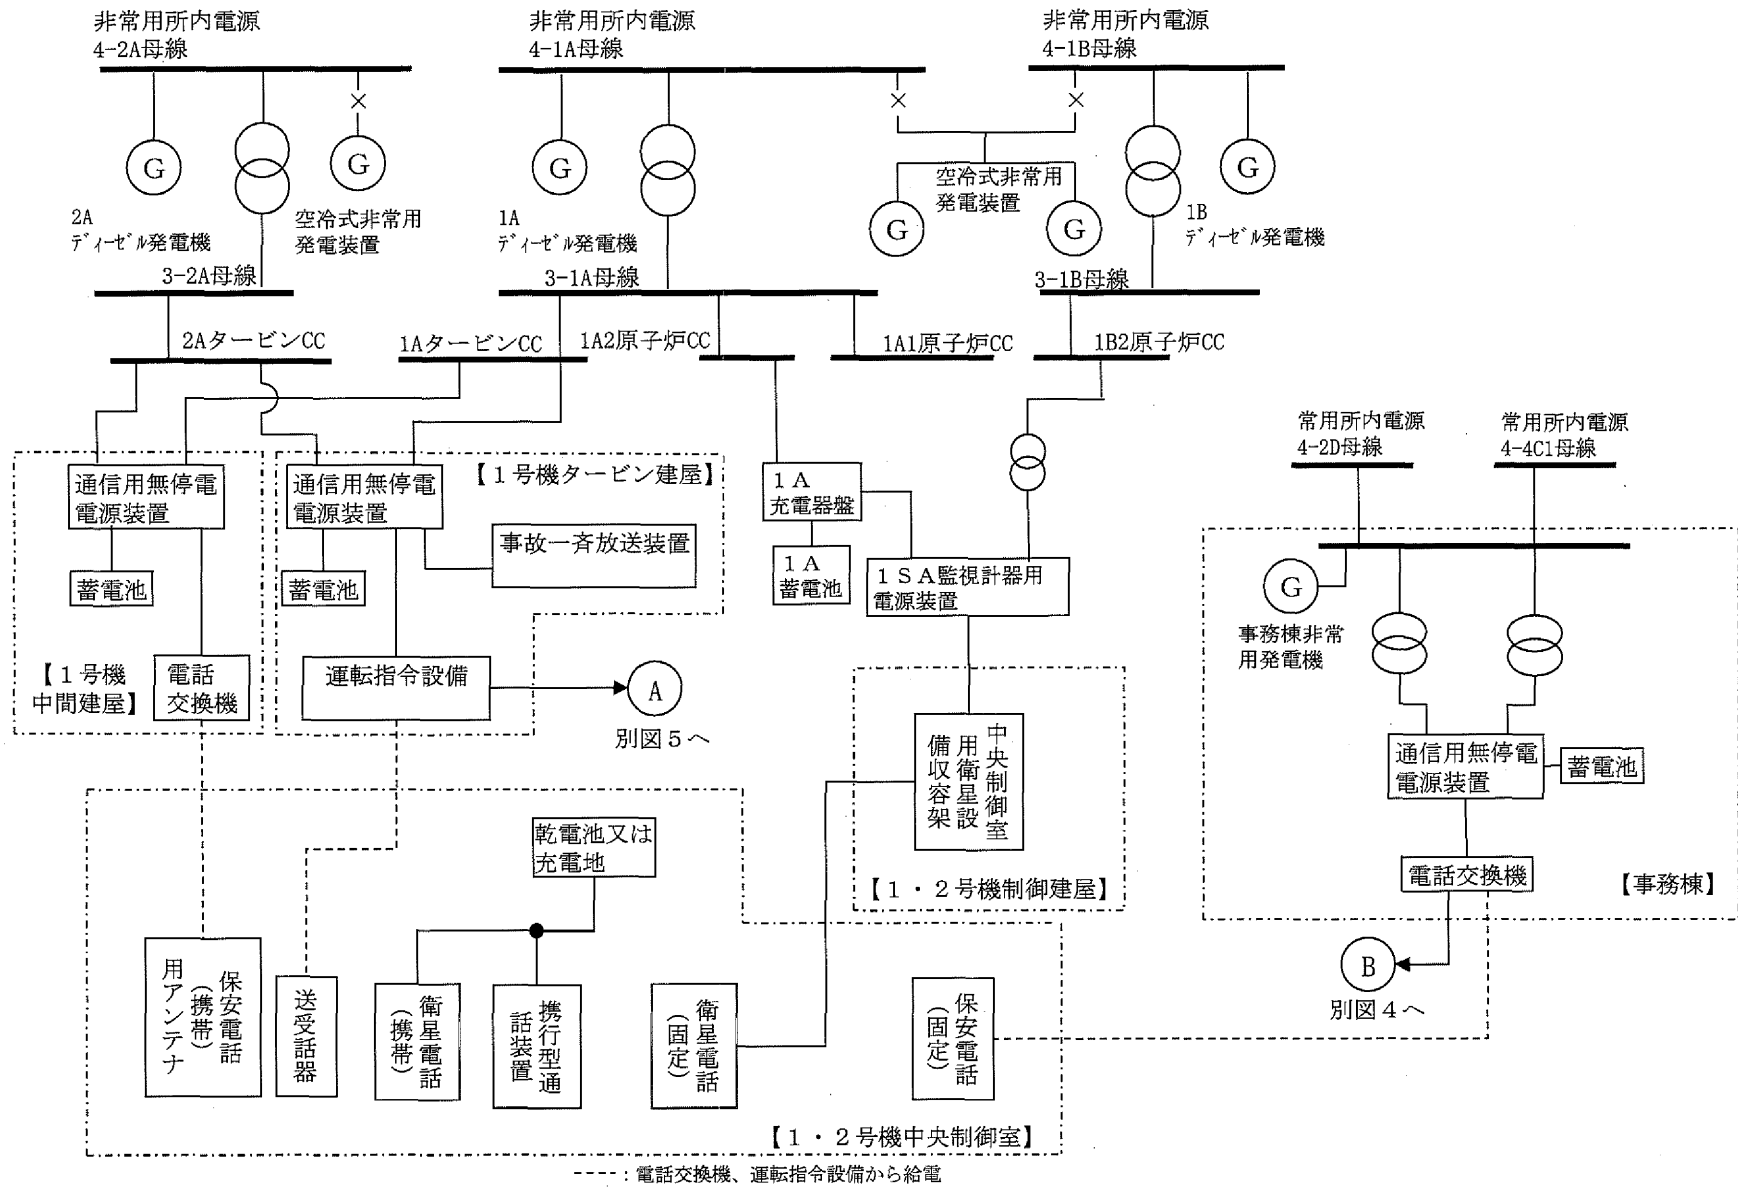 非常用所内電源
4-2A母線
非常用所内電源
4-1A母線
非常用所内電源
4-1B母線
×
×
×
G
G
G
G
G
G
空冷式非常用
発電装置
2A
ﾃﾞｨｰｾﾞﾙ発電機
空冷式非常用
発電装置
1A
ﾃﾞｨｰｾﾞﾙ発電機
1B
ﾃﾞｨｰｾﾞﾙ発電機
3-2A母線
3-1A母線
3-1B母線
2AタービンCC
1AタービンCC
1A2原子炉CC
1A1原子炉CC
1B2原子炉CC
常用所内電源
4-2D母線
常用所内電源
4-4C1母線
通信用無停電
電源装置
蓄電池
【1号機
中間建屋】
電話
交換機
通信用無停電
電源装置
【1号機タービン建屋】
事故一斉放送装置
蓄電池
運転指令設備
A
別図5へ
1A
充電器盤
1A
蓄電池
1SA監視計器用
電源装置
中央制御室
用衛星設
備収容架
【1・2号機制御建屋】
G
事務棟非常
用発電機
通信用無停電
電源装置
蓄電池
電話交換機
【事務棟】
B
別図4へ
乾電池又は
充電地
保安電話
(携帯)
用アンテナ
送受話器
衛星電話
(携帯)
携行型通
話装置
衛星電話
(固定)
保安電話
(固定)
【1・2号機中央制御室】
----：電話交換機、運転指令設備から給電